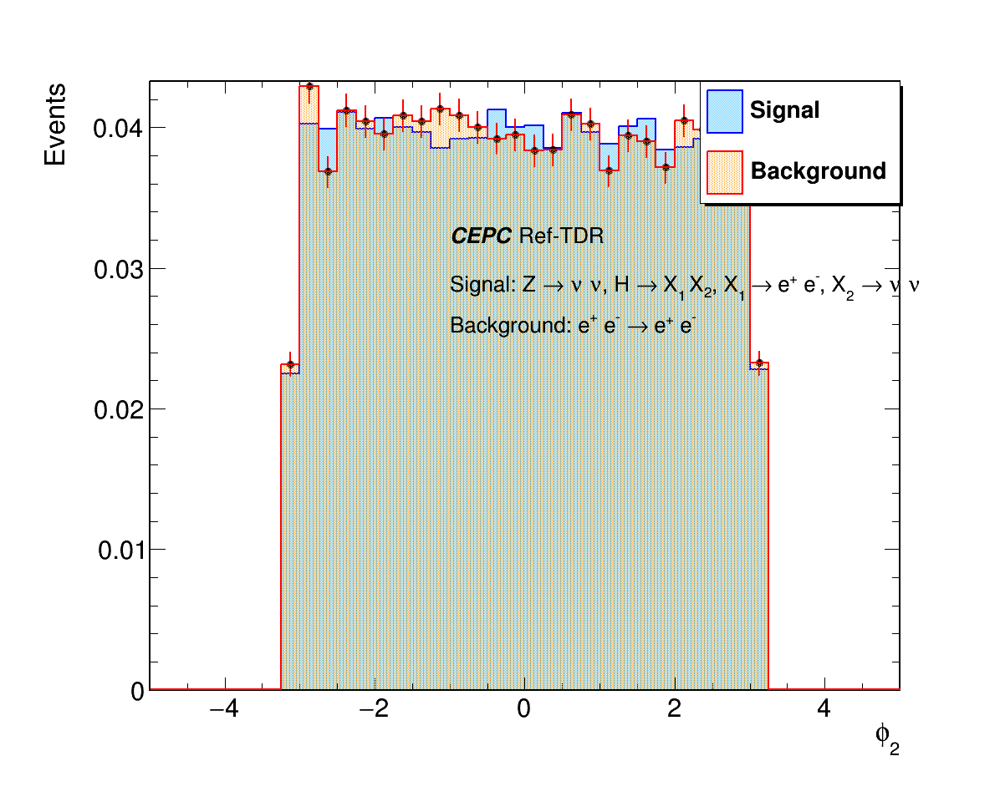 Events
0.04
0.03
0.02
0.01
0
Signal
Background
CEPC Ref-TDR
Signal: Z → ν ν, H → X₁ X₂, X₁ → e⁺ e⁻, X₂ → ν ν
Background: e⁺ e⁻ → e⁺ e⁻
−4 −2 0 2 4
ϕ₂